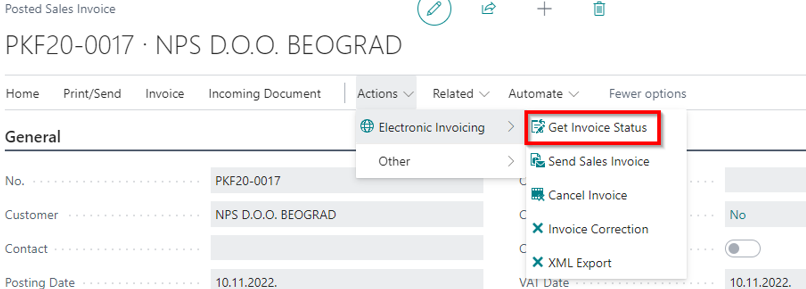 Posted Sales Invoice
PKF20-0017 · NPS D.O.O. BEOGRAD
Home Print/Send Invoice Incoming Document Actions Related Automate Fewer options
Electronic Invoicing
Other
Get Invoice Status
Send Sales Invoice
Cancel Invoice
Invoice Correction
XML Export
General
No. PKF20-0017
Customer NPS D.O.O. BEOGRAD No
Contact
Posting Date 10.11.2022. VAT Date 10.11.2022.